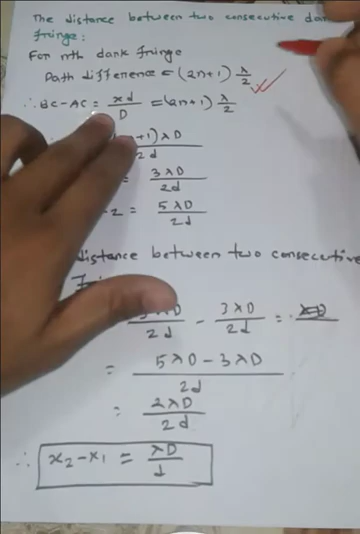 The distance between two consecutive
fringe:
For nth dark fringe
Path difference = (2n+1) λ/2
∴ BC-AC = xd/D = (2n+1) λ/2
+1) λD
2d
= 3λD/2d
2 = 5λD/2d
distance between two consecutive
λD/2d - 3λD/2d =
= 5λD-3λD/2d
= 2λD/2d
∴ x₂-x₁ = λD/d